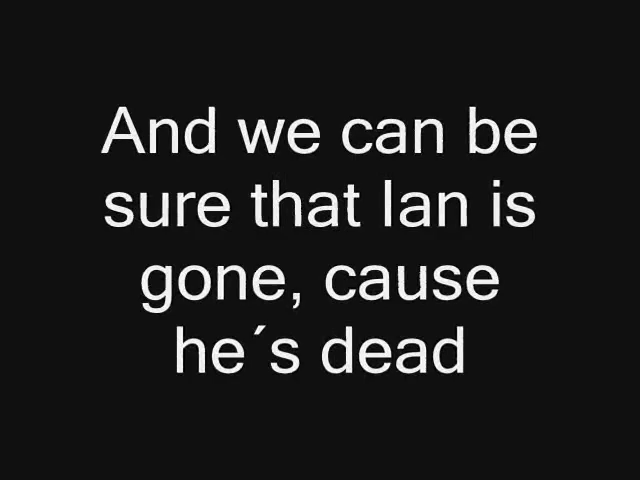 And we can be
sure that Ian is
gone, cause
he´s dead